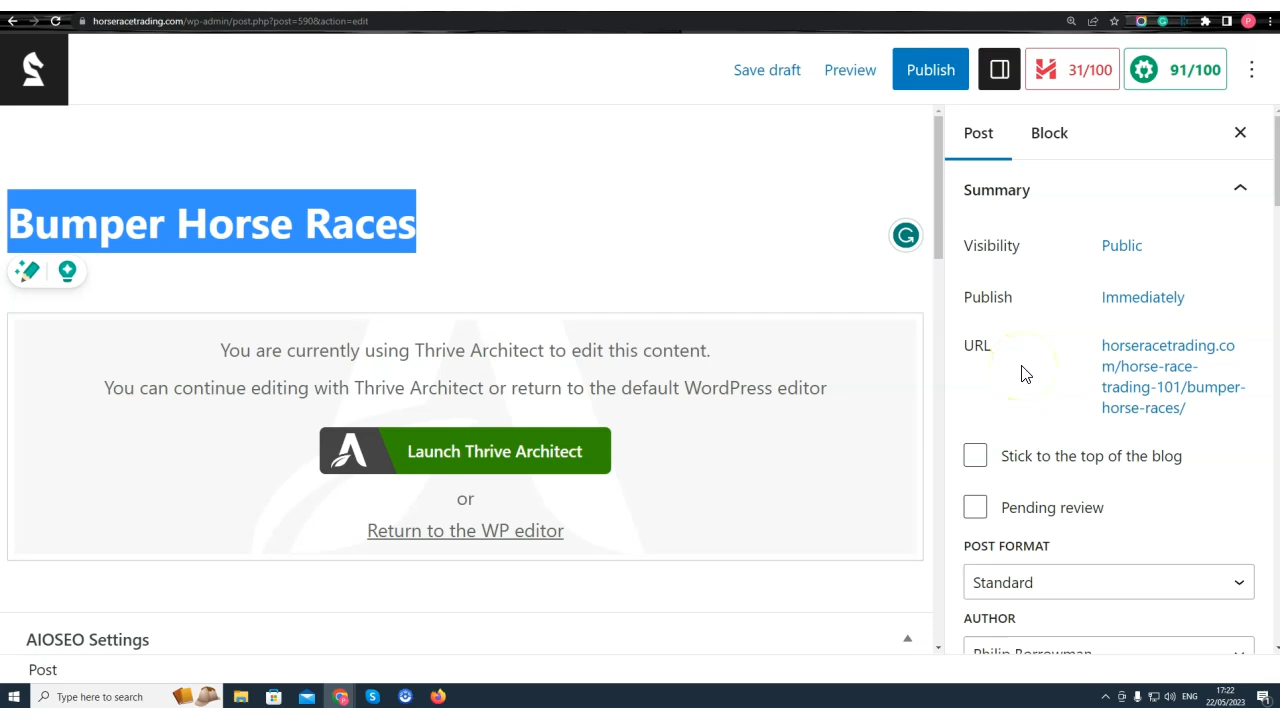 horseracetrading.com/wp-admin/post.php?post=590&action=edit
P
Save draft
Preview
Publish
31/100
91/100
Post
Block
Summary
Bumper Horse Races
Visibility
Public
Publish
Immediately
URL
horseracetrading.co
m/horse-race-
trading-101/bumper-
horse-races/
You are currently using Thrive Architect to edit this content.
You can continue editing with Thrive Architect or return to the default WordPress editor
Launch Thrive Architect
or
Return to the WP editor
Stick to the top of the blog
Pending review
POST FORMAT
Standard
AUTHOR
Philip Borrowman
AIOSEO Settings
Post
Type here to search
ENG
17:22
22/05/2023